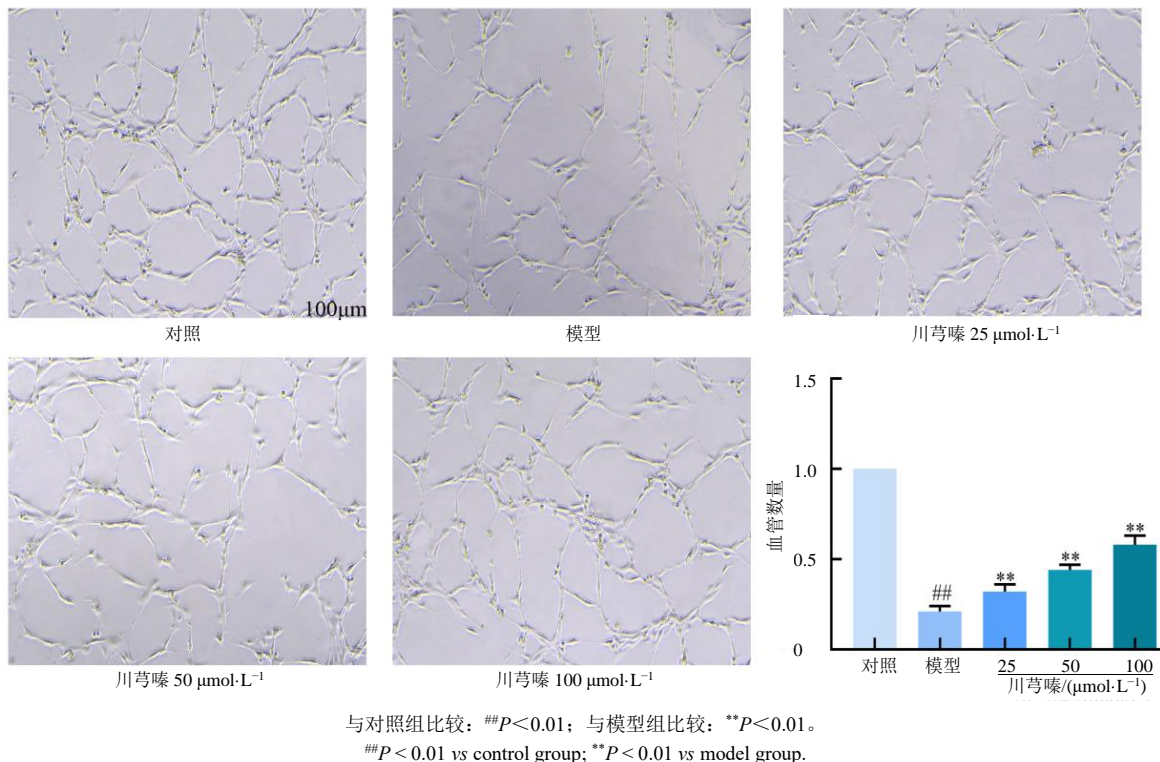 100μm
对照
模型
川芎嗪 25 μmol·L⁻¹
川芎嗪 50 μmol·L⁻¹
川芎嗪 100 μmol·L⁻¹
血管数量
1.5
1.0
0.5
0
##
**
**
**
对照
模型
25
50
100
川芎嗪/(μmol·L⁻¹)
与对照组比较：##P＜0.01；与模型组比较：**P＜0.01。
##P < 0.01 vs control group; **P < 0.01 vs model group.